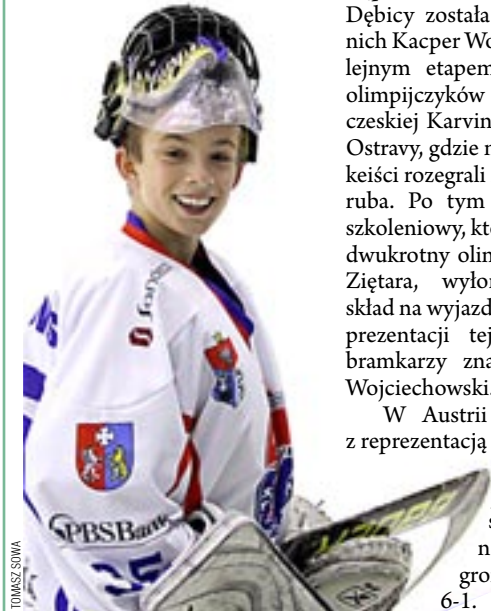 Dębicy została
nich Kacper Wo
lejnym etapem
olimpijczyków
czeskiej Karvin
Ostravy, gdzie n
keiści rozegrali
ruba. Po tym
szkoleniowy, któ
dwukrotny olim
Ziętara, wyłon
skład na wyjazd
prezentacji tej
bramkarzy zna
Wojciechowski.
W Austrii
z reprezentacją
s
n
gro
6-1.
PBSBank
TOMASZ SOWA